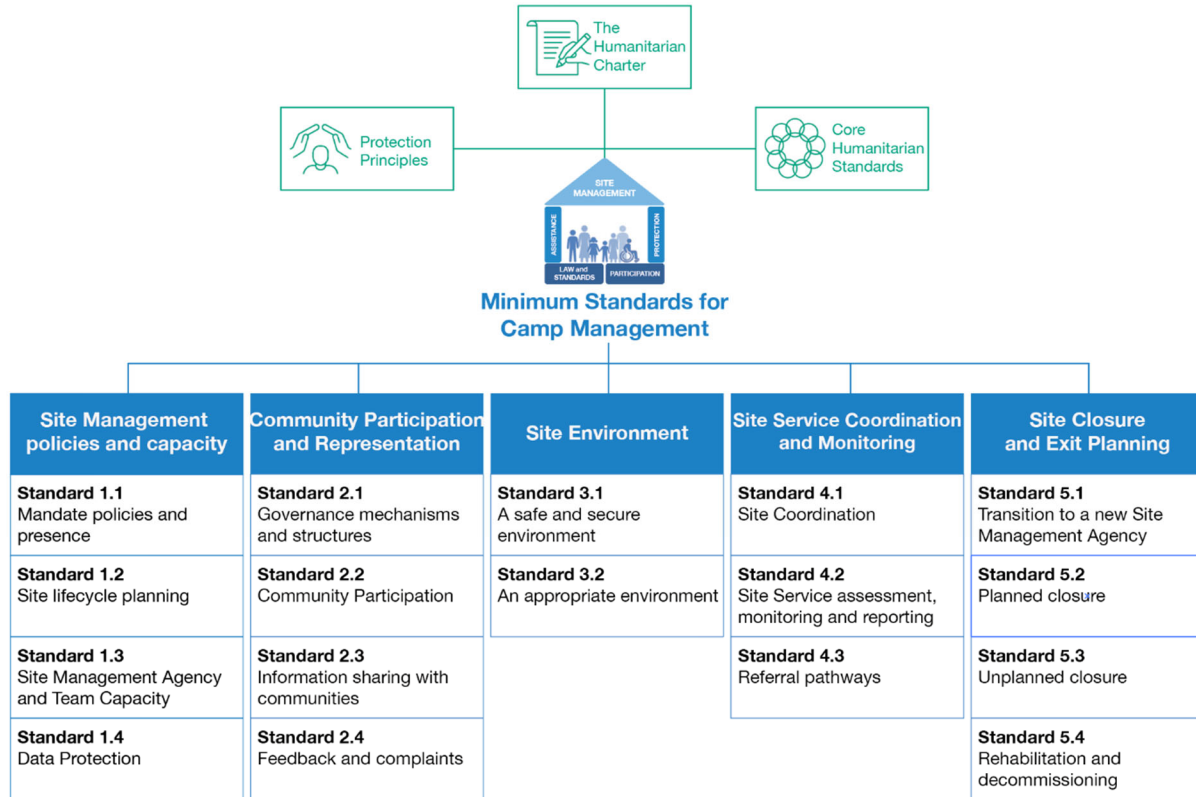 The
Humanitarian
Charter
Protection
Principles
Core
Humanitarian
Standards
SITE
MANAGEMENT
ASSISTANCE
PROTECTION
LAW and
STANDARDS
PARTICIPATION
Minimum Standards for
Camp Management
Site Management
policies and capacity
Standard 1.1
Mandate policies and
presence
Standard 1.2
Site lifecycle planning
Standard 1.3
Site Management Agency
and Team Capacity
Standard 1.4
Data Protection
Community Participation
and Representation
Standard 2.1
Governance mechanisms
and structures
Standard 2.2
Community Participation
Standard 2.3
Information sharing with
communities
Standard 2.4
Feedback and complaints
Site Environment
Standard 3.1
A safe and secure
environment
Standard 3.2
An appropriate environment
Site Service Coordination
and Monitoring
Standard 4.1
Site Coordination
Standard 4.2
Site Service assessment,
monitoring and reporting
Standard 4.3
Referral pathways
Site Closure
and Exit Planning
Standard 5.1
Transition to a new Site
Management Agency
Standard 5.2
Planned closure
Standard 5.3
Unplanned closure
Standard 5.4
Rehabilitation and
decommissioning